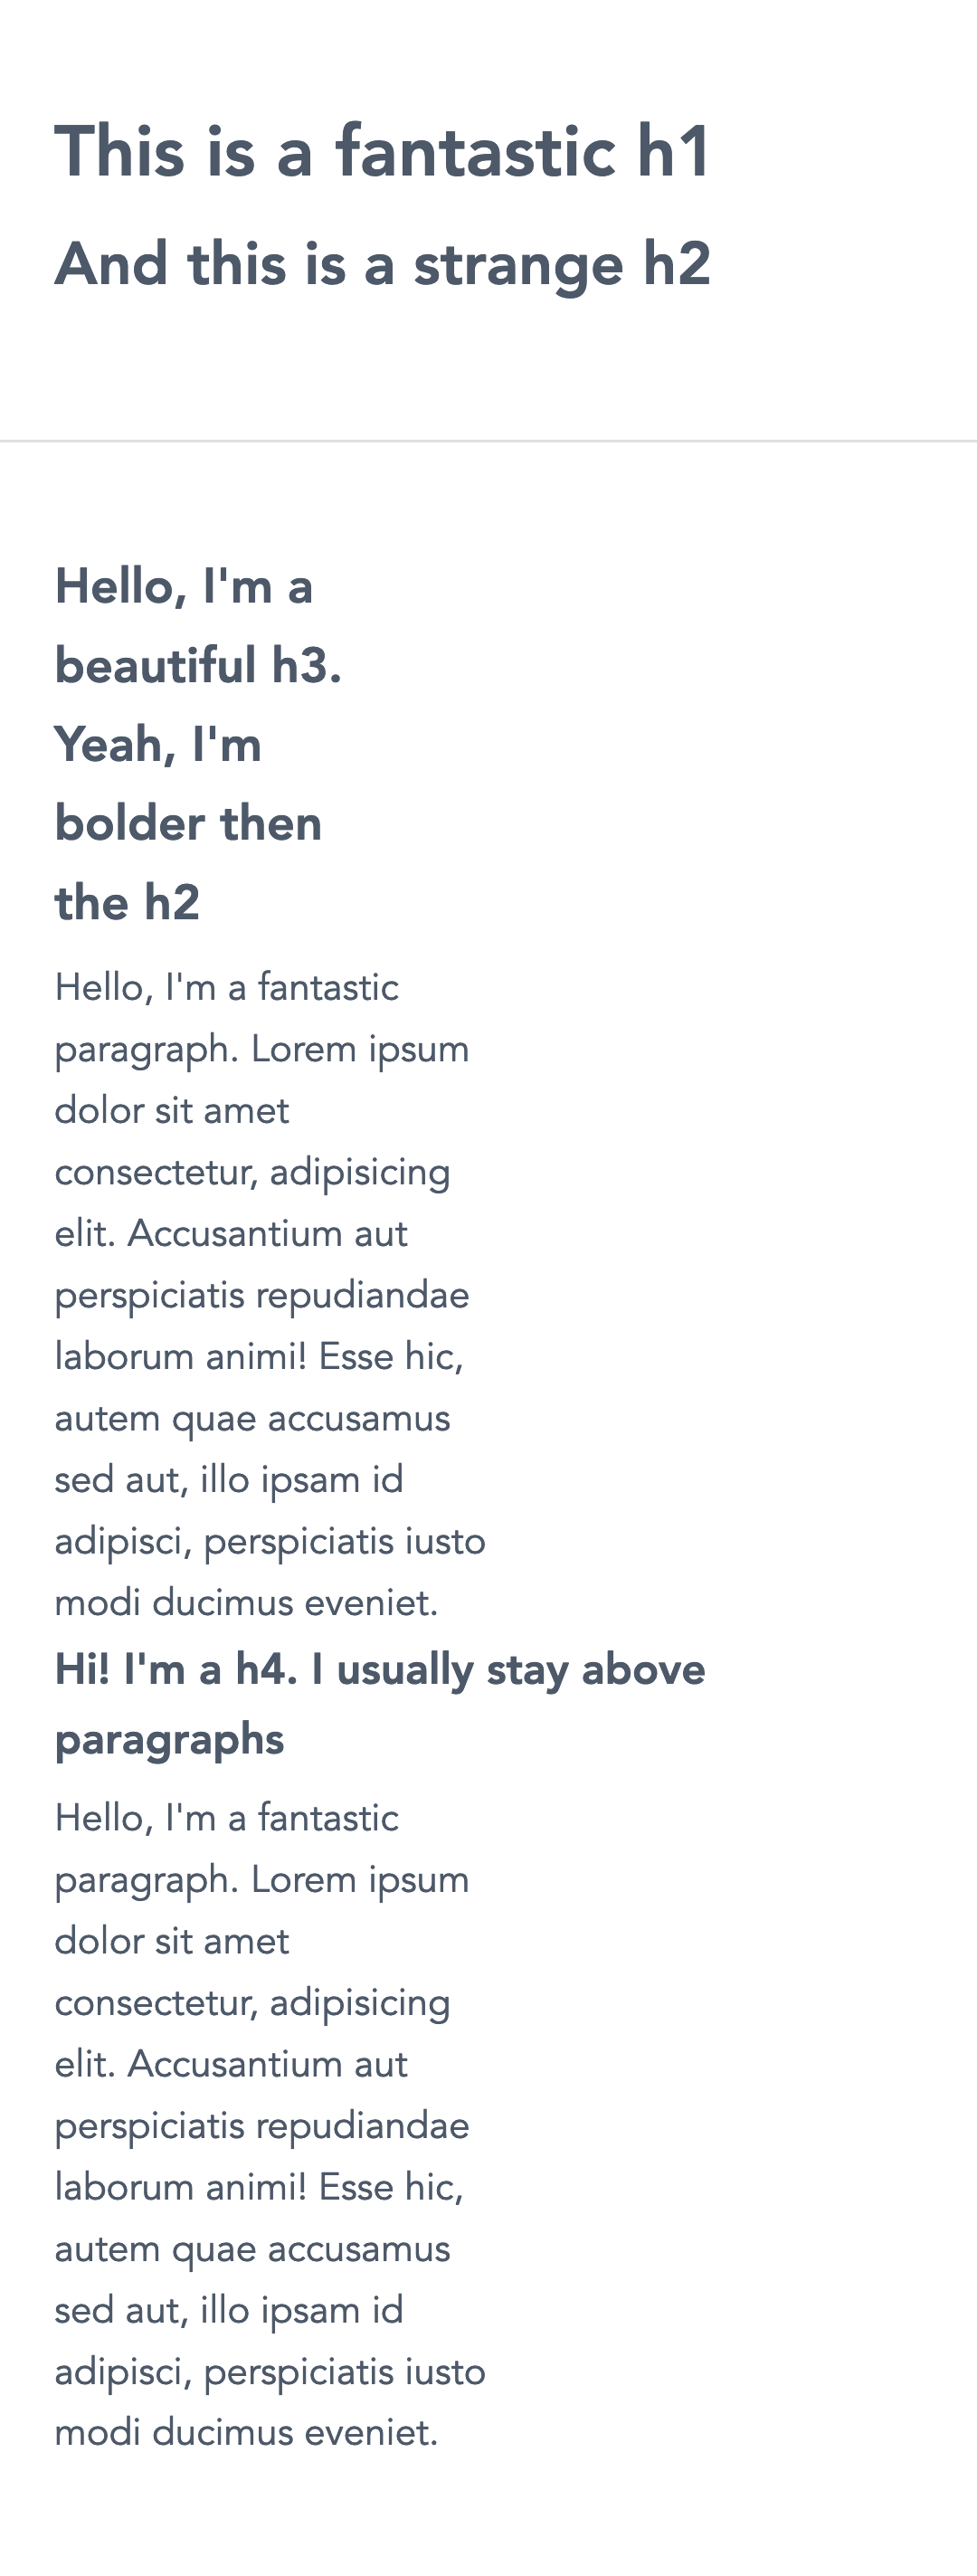 This is a fantastic h1
And this is a strange h2
Hello, I'm a
beautiful h3.
Yeah, I'm
bolder then
the h2
Hello, I'm a fantastic
paragraph. Lorem ipsum
dolor sit amet
consectetur, adipisicing
elit. Accusantium aut
perspiciatis repudiandae
laborum animi! Esse hic,
autem quae accusamus
sed aut, illo ipsam id
adipisci, perspiciatis iusto
modi ducimus eveniet.
Hi! I'm a h4. I usually stay above
paragraphs
Hello, I'm a fantastic
paragraph. Lorem ipsum
dolor sit amet
consectetur, adipisicing
elit. Accusantium aut
perspiciatis repudiandae
laborum animi! Esse hic,
autem quae accusamus
sed aut, illo ipsam id
adipisci, perspiciatis iusto
modi ducimus eveniet.